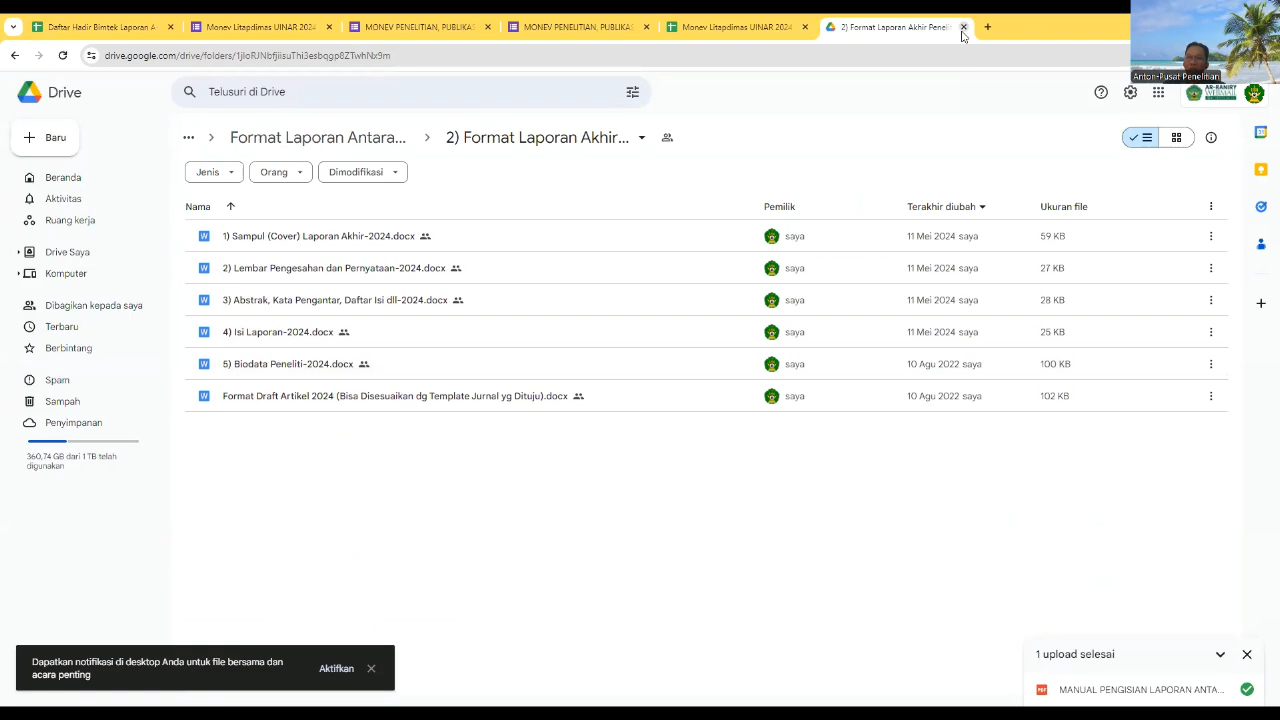 Daftar Hadir Bimtek Laporan A
Monev Litapdimas UINAR 2024
MONEV PENELITIAN, PUBLIKAS
MONEV PENELITIAN, PUBLIKAS
Monev Litapdimas UINAR 2024
2) Format Laporan Akhir Penelit
drive.google.com/drive/folders/1jloRJNbfjiisuThi3esbqgp8ZTwhNx9m
Anton-Pusat Penelitian
Drive
Telusuri di Drive
AR-RANIRY
WEBMAIL
Baru
Format Laporan Antara...
2) Format Laporan Akhir...
Jenis
Orang
Dimodifikasi
Beranda
Aktivitas
Ruang kerja
Drive Saya
Komputer
Dibagikan kepada saya
Terbaru
Berbintang
Spam
Sampah
Penyimpanan
360,74 GB dari 1 TB telah
digunakan
Nama Pemilik Terakhir diubah Ukuran file
1) Sampul (Cover) Laporan Akhir-2024.docx saya 11 Mei 2024 saya 59 KB
2) Lembar Pengesahan dan Pernyataan-2024.docx saya 11 Mei 2024 saya 27 KB
3) Abstrak, Kata Pengantar, Daftar Isi dll-2024.docx saya 11 Mei 2024 saya 28 KB
4) Isi Laporan-2024.docx saya 11 Mei 2024 saya 25 KB
5) Biodata Peneliti-2024.docx saya 10 Agu 2022 saya 100 KB
Format Draft Artikel 2024 (Bisa Disesuaikan dg Template Jurnal yg Dituju).docx saya 10 Agu 2022 saya 102 KB
Dapatkan notifikasi di desktop Anda untuk file bersama dan
acara penting
Aktifkan
1 upload selesai
PDF MANUAL PENGISIAN LAPORAN ANTA...